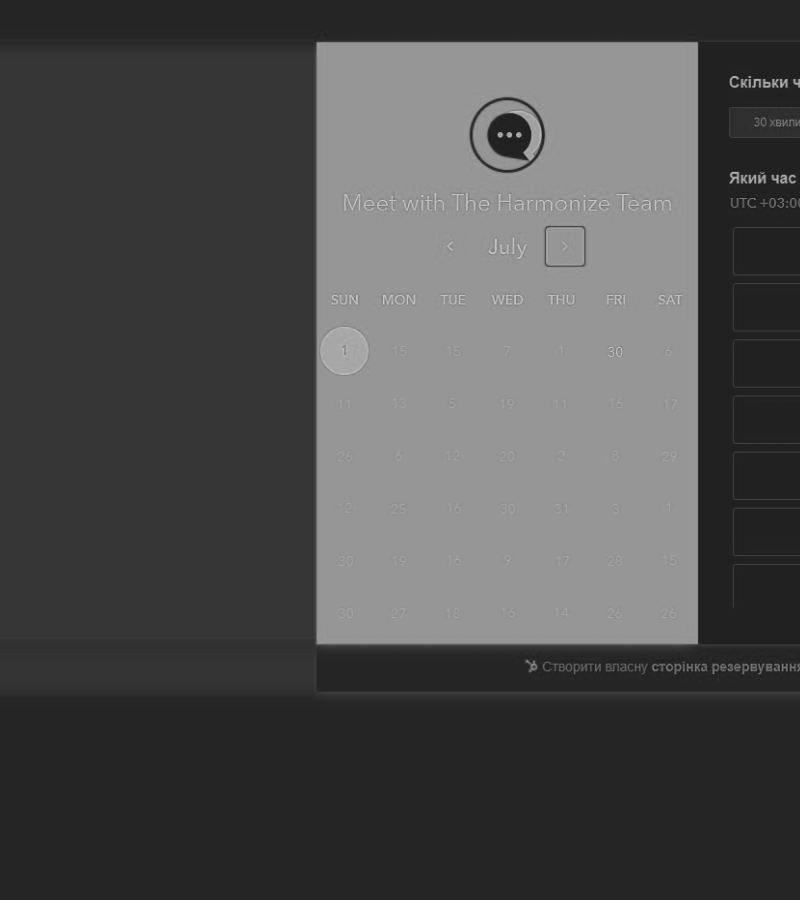 Meet with The Harmonize Team
< July >
SUN MON TUE WED THU FRI SAT
1 15 15 7 1 30 6
11 13 5 19 11 16 17
26 6 12 20 2 8 29
12 25 16 30 31 3 1
30 19 16 9 17 28 15
30 27 18 16 14 26 26
Скільки ч
30 хвили
Який час
UTC +03:00
Створити власну сторінка резервування